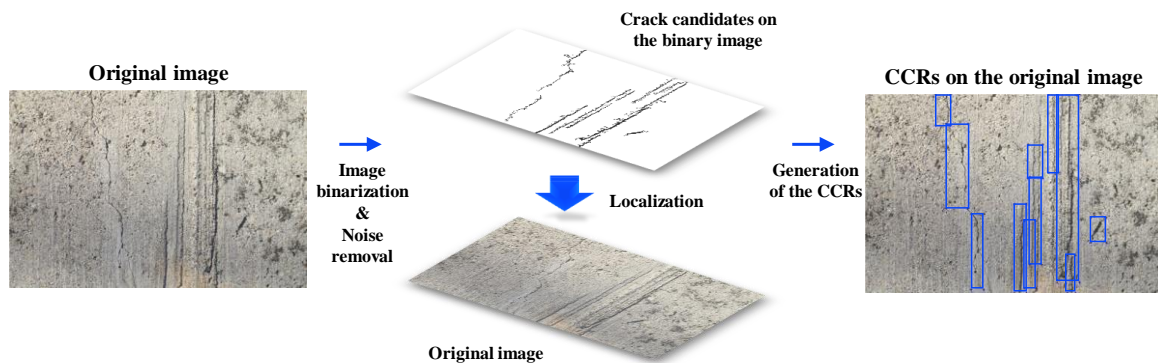 Original image
Image
binarization
&
Noise
removal
Crack candidates on
the binary image
Localization
Original image
Generation
of the CCRs
CCRs on the original image